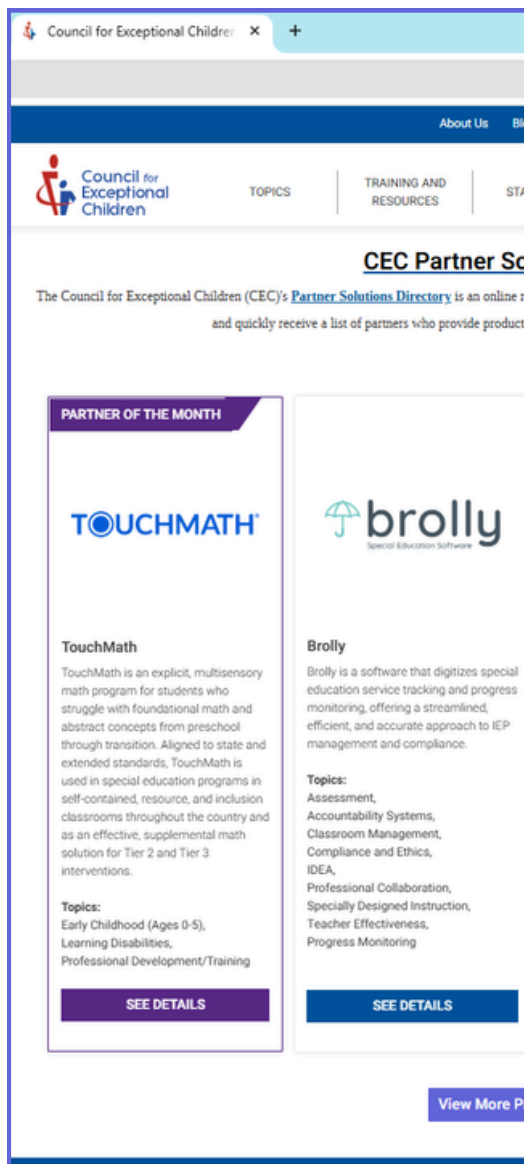 Council for Exceptional Children
About Us
Council for
Exceptional
Children
TOPICS
TRAINING AND
RESOURCES
CEC Partner
The Council for Exceptional Children (CEC)'s Partner Solutions Directory is an online
and quickly receive a list of partners who provide
PARTNER OF THE MONTH
TOUCHMATH
TouchMath
TouchMath is an explicit, multisensory
math program for students who
struggle with foundational math and
abstract concepts from preschool
through transition. Aligned to state and
extended standards, TouchMath is
used in special education programs in
self-contained, resource, and inclusion
classrooms throughout the country and
as an effective, supplemental math
solution for Tier 2 and Tier 3
interventions.
Topics:
Early Childhood (Ages 0-5),
Learning Disabilities,
Professional Development/Training
SEE DETAILS
brolly
Special Education Software
Brolly
Brolly is a software that digitizes special
education service tracking and progress
monitoring, offering a streamlined,
efficient, and accurate approach to IEP
management and compliance.
Topics:
Assessment,
Accountability Systems,
Classroom Management,
Compliance and Ethics,
IDEA,
Professional Collaboration,
Specially Designed Instruction,
Teacher Effectiveness,
Progress Monitoring
SEE DETAILS
View More